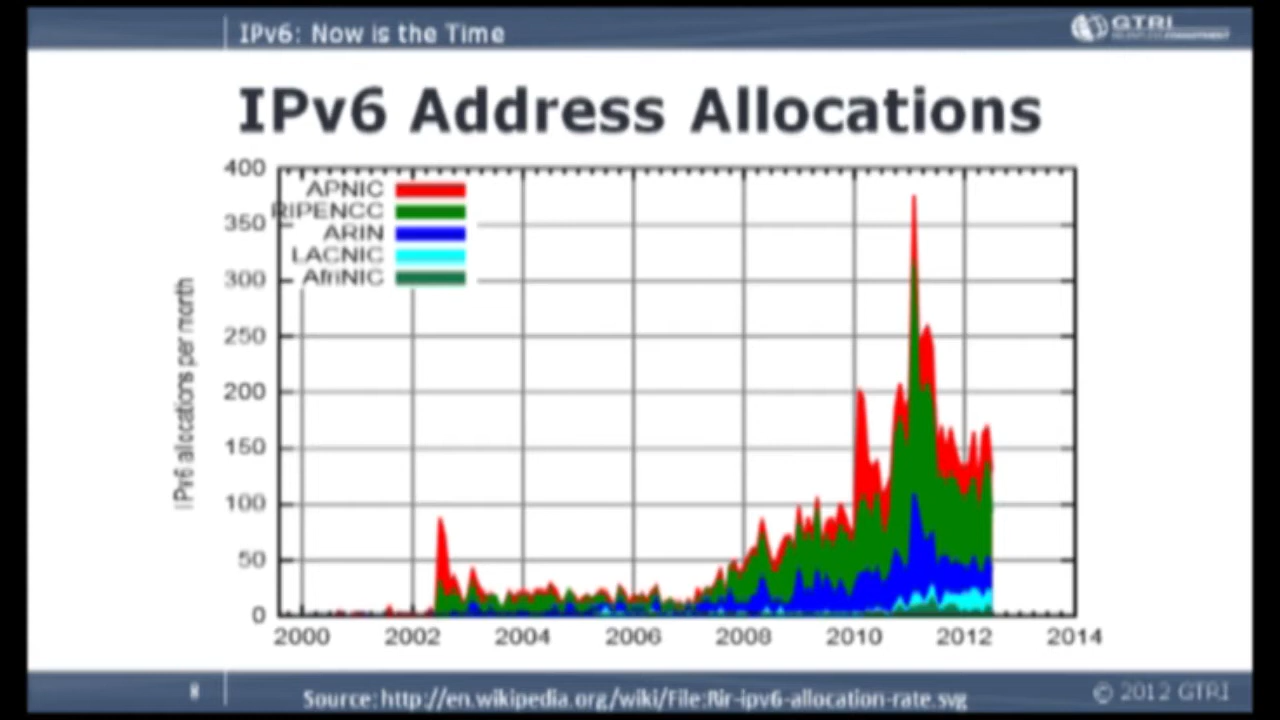 IPv6: Now is the Time
GTRI
IPv6 Address Allocations
400
350
300
250
200
150
100
50
0
IPv6 allocations per month
APNIC
RIPENCC
ARIN
LACNIC
AfriNIC
2000 2002 2004 2006 2008 2010 2012 2014
8
Source: http://en.wikipedia.org/wiki/File:Rir-ipv6-allocation-rate.svg
© 2012 GTRI